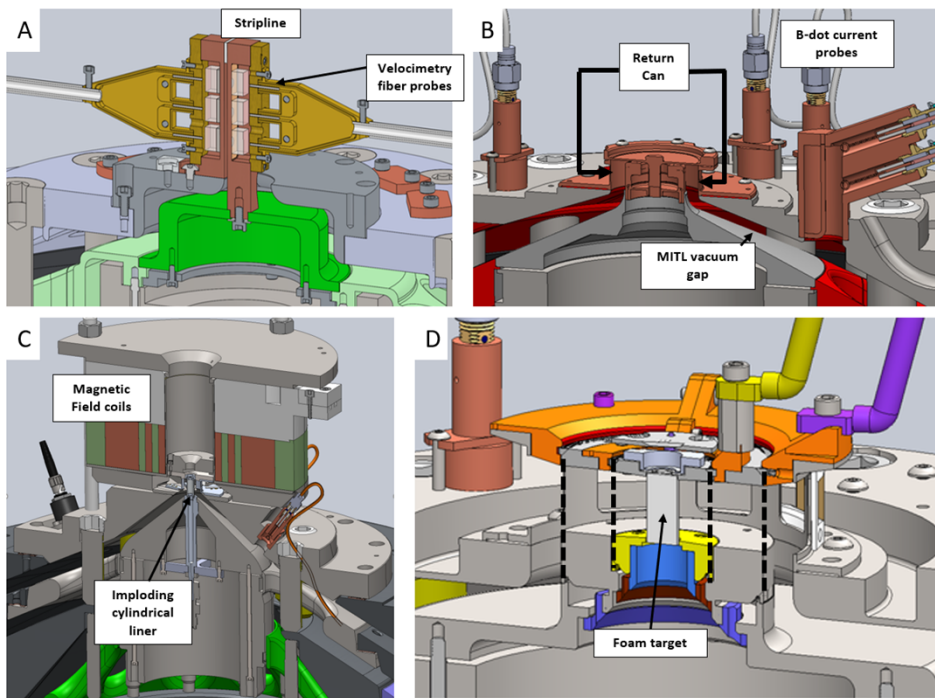 A
Stripline
Velocimetry
fiber probes
B
Return
Can
B-dot current
probes
MITL vacuum
gap
C
Magnetic
Field coils
Imploding
cylindrical
liner
D
Foam target